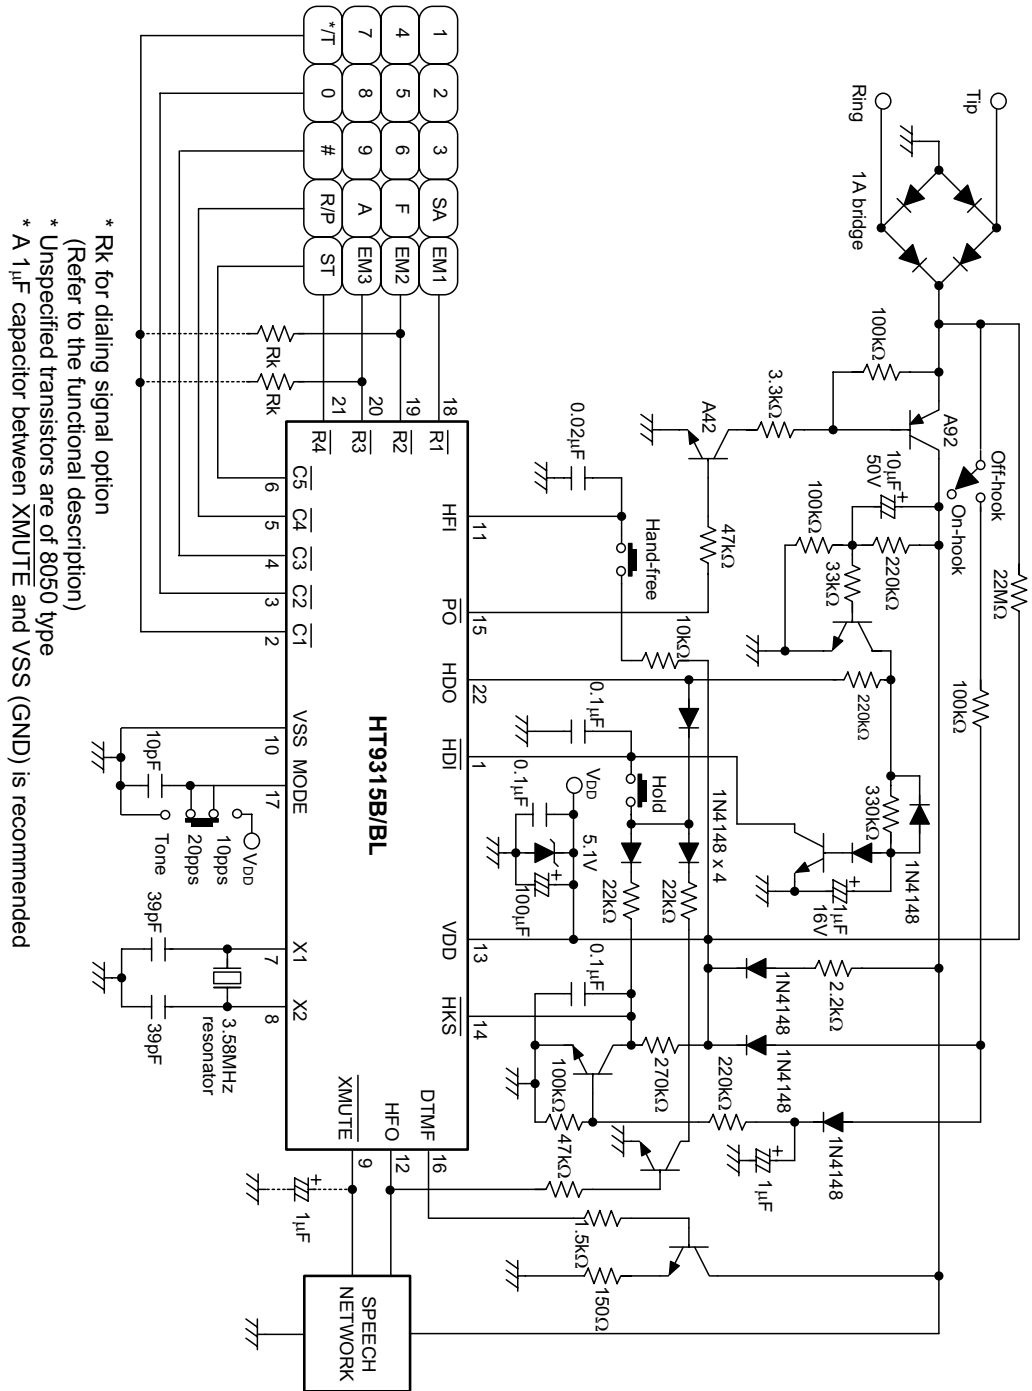 Tip
Ring
1A bridge
Off-hook
On-hook
22MΩ
100kΩ
A92
100kΩ
3.3kΩ
A42
47kΩ
10µF
50V
+
220kΩ
100kΩ
33kΩ
220kΩ
330kΩ
1N4148
1µF
16V
+
2.2kΩ
1N4148
1N4148
1N4148
220kΩ
1µF
+
270kΩ
100kΩ
47kΩ
1.5kΩ
150Ω
0.02µF
Hand-free
10kΩ
0.1µF
Hold
1N4148 x 4
22kΩ
22kΩ
VDD
5.1V
0.1µF
100µF
+
0.1µF
1
2
3
SA
EM1
4
5
6
F
EM2
7
8
9
A
EM3
*/T
0
#
R/P
ST
Rk
Rk
18
19
20
21
R1
R2
R3
R4
11
15
22
1
13
14
HFI
PO
HDO
HDI
VDD
HKS
HT9315B/BL
C5
C4
C3
C2
C1
VSS
MODE
X1
X2
XMUTE
HFO
DTMF
6
5
4
3
2
10
17
7
8
9
12
16
10pF
VDD
10pps
20pps
Tone
39pF
39pF
3.58MHz
resonator
1µF
+
SPEECH
NETWORK
* Rk for dialing signal option
(Refer to the functional description)
* Unspecified transistors are of 8050 type
* A 1µF capacitor between XMUTE and VSS (GND) is recommended